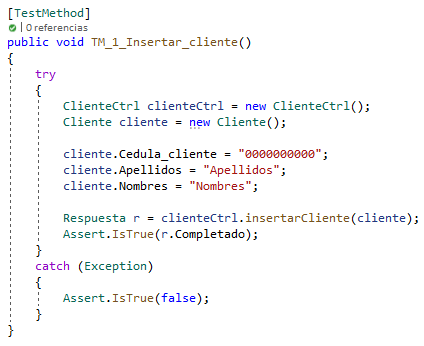 [TestMethod]
| 0 referencias
public void TM_1_Insertar_cliente()
{
try
{
ClienteCtrl clienteCtrl = new ClienteCtrl();
Cliente cliente = new Cliente();
cliente.Cedula_cliente = "0000000000";
cliente.Apellidos = "Apellidos";
cliente.Nombres = "Nombres";
Respuesta r = clienteCtrl.insertarCliente(cliente);
Assert.IsTrue(r.Completado);
}
catch (Exception)
{
Assert.IsTrue(false);
}
}